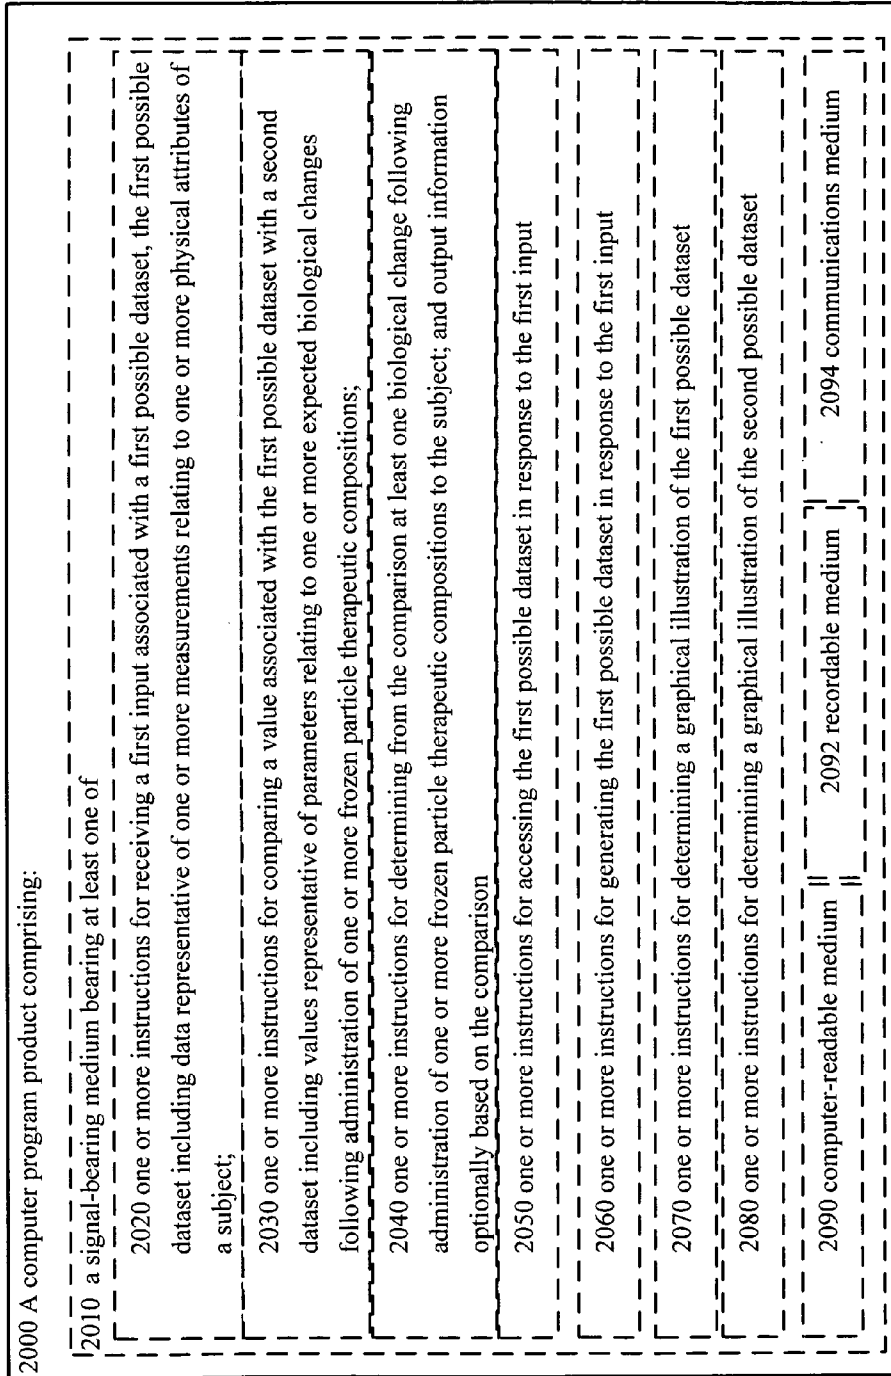 2000 A computer program product comprising:
2010 a signal-bearing medium bearing at least one of
2020 one or more instructions for receiving a first input associated with a first possible dataset, the first possible
dataset including data representative of one or more measurements relating to one or more physical attributes of
a subject;
2030 one or more instructions for comparing a value associated with the first possible dataset with a second
dataset including values representative of parameters relating to one or more expected biological changes
following administration of one or more frozen particle therapeutic compositions;
2040 one or more instructions for determining from the comparison at least one biological change following
administration of one or more frozen particle therapeutic compositions to the subject; and output information
optionally based on the comparison
2050 one or more instructions for accessing the first possible dataset in response to the first input
2060 one or more instructions for generating the first possible dataset in response to the first input
2070 one or more instructions for determining a graphical illustration of the first possible dataset
2080 one or more instructions for determining a graphical illustration of the second possible dataset
2090 computer-readable medium
2092 recordable medium
2094 communications medium